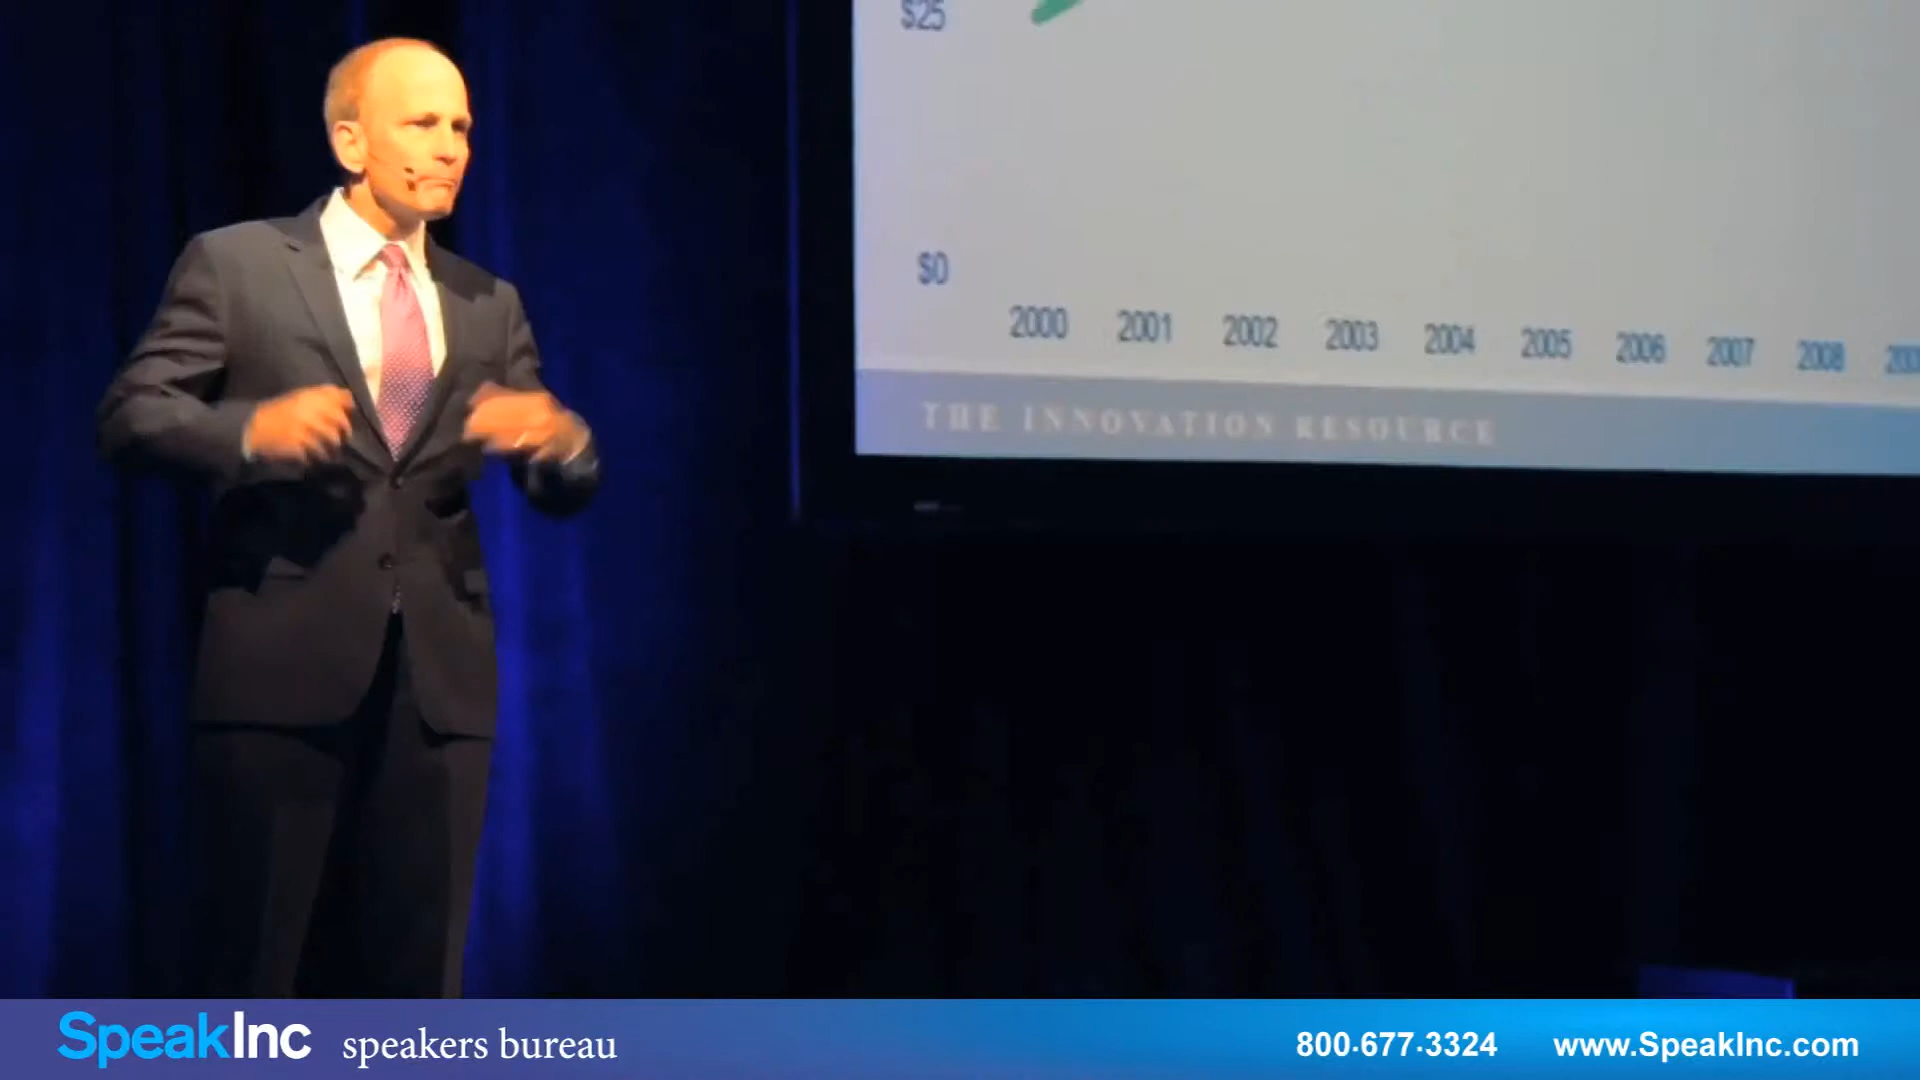 $25
$0
2000 2001 2002 2003 2004 2005 2006 2007 2008
THE INNOVATION RESOURCE
SpeakInc speakers bureau 800·677·3324 www.SpeakInc.com